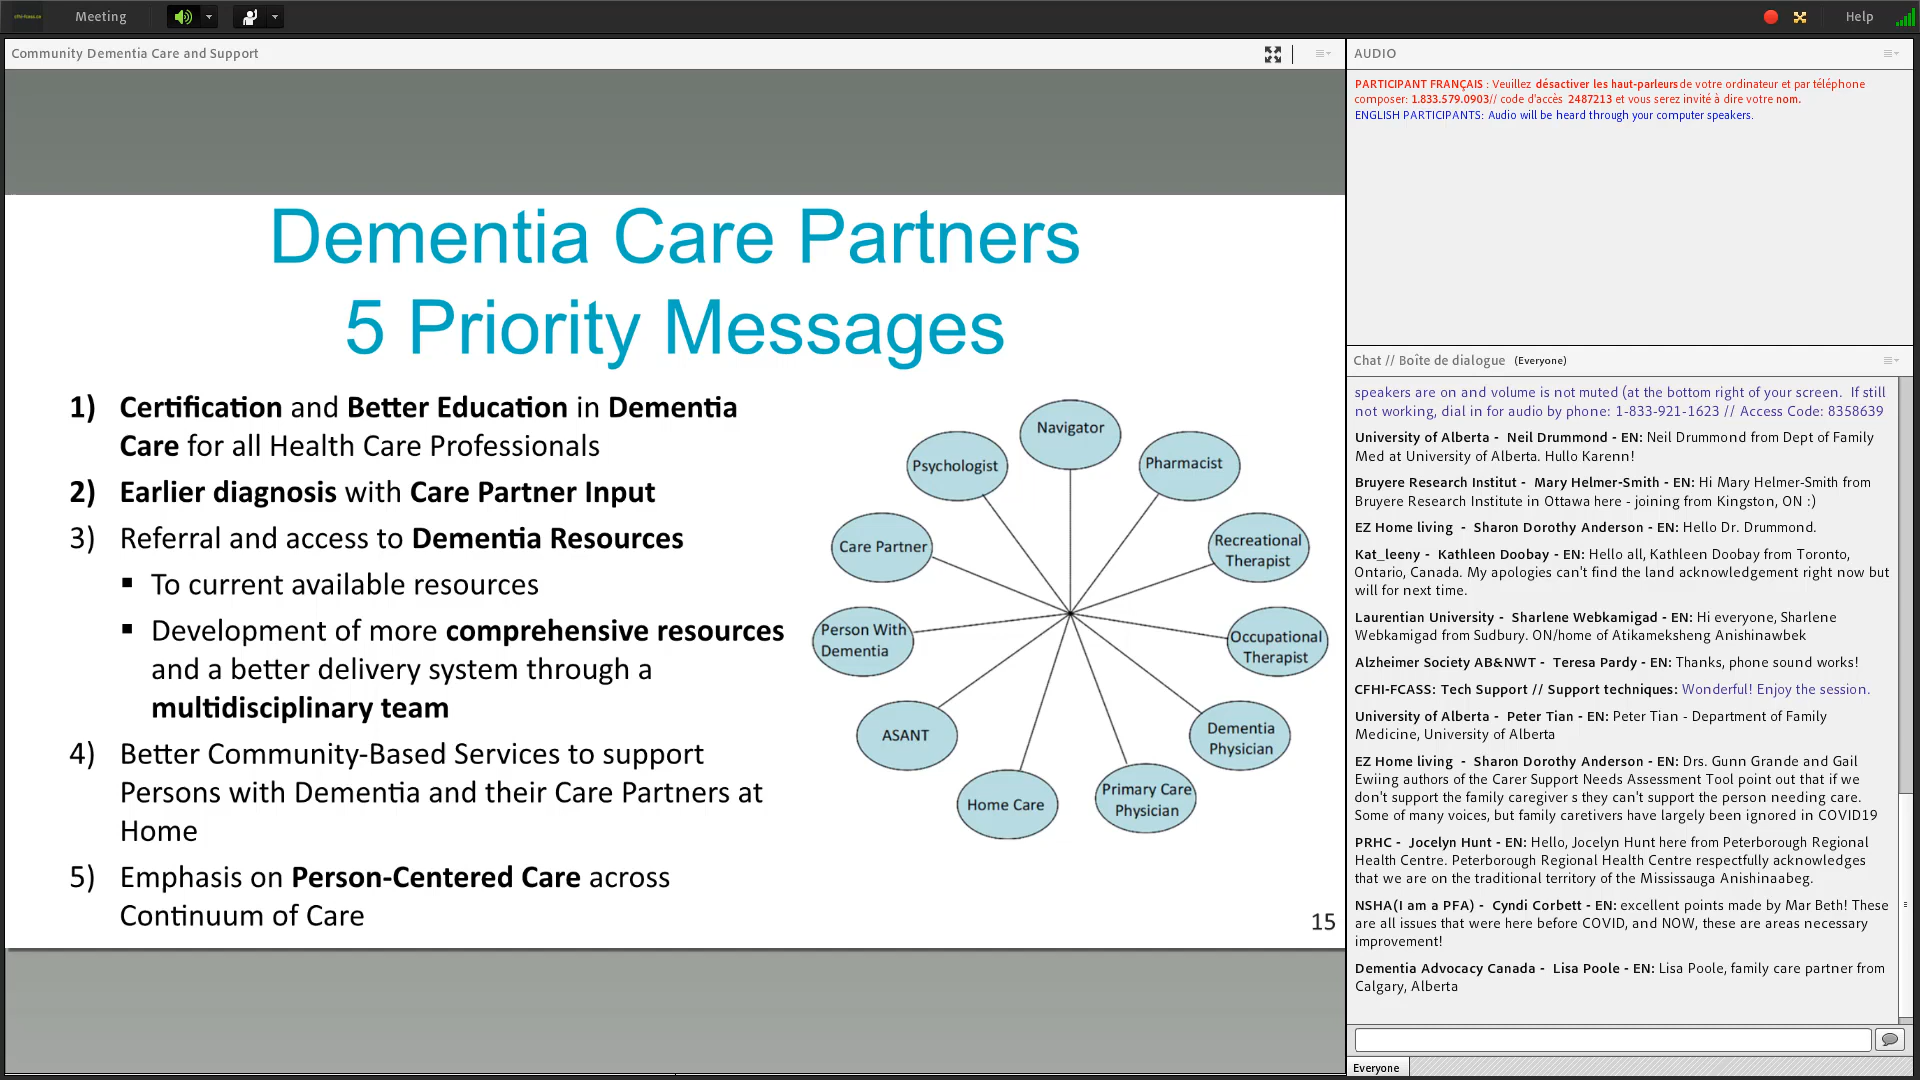 cfhi-fcass.ca
Meeting
Help
Community Dementia Care and Support
Dementia Care Partners
5 Priority Messages
1) Certification and Better Education in Dementia
Care for all Health Care Professionals
2) Earlier diagnosis with Care Partner Input
3) Referral and access to Dementia Resources
▪ To current available resources
▪ Development of more comprehensive resources
and a better delivery system through a
multidisciplinary team
4) Better Community-Based Services to support
Persons with Dementia and their Care Partners at
Home
5) Emphasis on Person-Centered Care across
Continuum of Care
Navigator
Pharmacist
Recreational
Therapist
Occupational
Therapist
Dementia
Physician
Primary Care
Physician
Home Care
ASANT
Person With
Dementia
Care Partner
Psychologist
15
AUDIO
PARTICIPANT FRANÇAIS : Veuillez désactiver les haut-parleurs de votre ordinateur et par téléphone
composer: 1.833.579.0903// code d'accès 2487213 et vous serez invité à dire votre nom.
ENGLISH PARTICIPANTS: Audio will be heard through your computer speakers.
Chat // Boîte de dialogue (Everyone)
speakers are on and volume is not muted (at the bottom right of your screen. If still
not working, dial in for audio by phone: 1-833-921-1623 // Access Code: 8358639
University of Alberta - Neil Drummond - EN: Neil Drummond from Dept of Family
Med at University of Alberta. Hullo Karenn!
Bruyere Research Institut - Mary Helmer-Smith - EN: Hi Mary Helmer-Smith from
Bruyere Research Institute in Ottawa here - joining from Kingston, ON :)
EZ Home living - Sharon Dorothy Anderson - EN: Hello Dr. Drummond.
Kat_leeny - Kathleen Doobay - EN: Hello all, Kathleen Doobay from Toronto,
Ontario, Canada. My apologies can't find the land acknowledgement right now but
will for next time.
Laurentian University - Sharlene Webkamigad - EN: Hi everyone, Sharlene
Webkamigad from Sudbury. ON/home of Atikameksheng Anishinawbek
Alzheimer Society AB&NWT - Teresa Pardy - EN: Thanks, phone sound works!
CFHI-FCASS: Tech Support // Support techniques: Wonderful! Enjoy the session.
University of Alberta - Peter Tian - EN: Peter Tian - Department of Family
Medicine, University of Alberta
EZ Home living - Sharon Dorothy Anderson - EN: Drs. Gunn Grande and Gail
Ewiing authors of the Carer Support Needs Assessment Tool point out that if we
don't support the family caregiver s they can't support the person needing care.
Some of many voices, but family caretivers have largely been ignored in COVID19
PRHC - Jocelyn Hunt - EN: Hello, Jocelyn Hunt here from Peterborough Regional
Health Centre. Peterborough Regional Health Centre respectfully acknowledges
that we are on the traditional territory of the Mississauga Anishinaabeg.
NSHA(I am a PFA) - Cyndi Corbett - EN: excellent points made by Mar Beth! These
are all issues that were here before COVID, and NOW, these are areas necessary
improvement!
Dementia Advocacy Canada - Lisa Poole - EN: Lisa Poole, family care partner from
Calgary, Alberta
Everyone